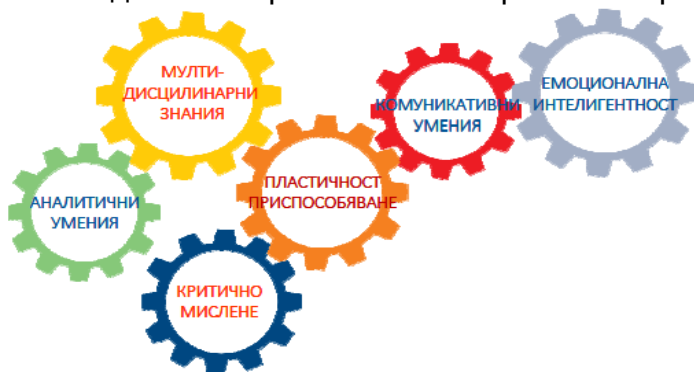 МУЛТИ-
ДИСЦИЛИНАРНИ
ЗНАНИЯ
КОМУНИКАТИВНИ
УМЕНИЯ
ЕМОЦИОНАЛНА
ИНТЕЛИГЕНТНОСТ
АНАЛИТИЧНИ
УМЕНИЯ
ПЛАСТИЧНОСТ
ПРИСПОСОБЯВАНЕ
КРИТИЧНО
МИСЛЕНЕ